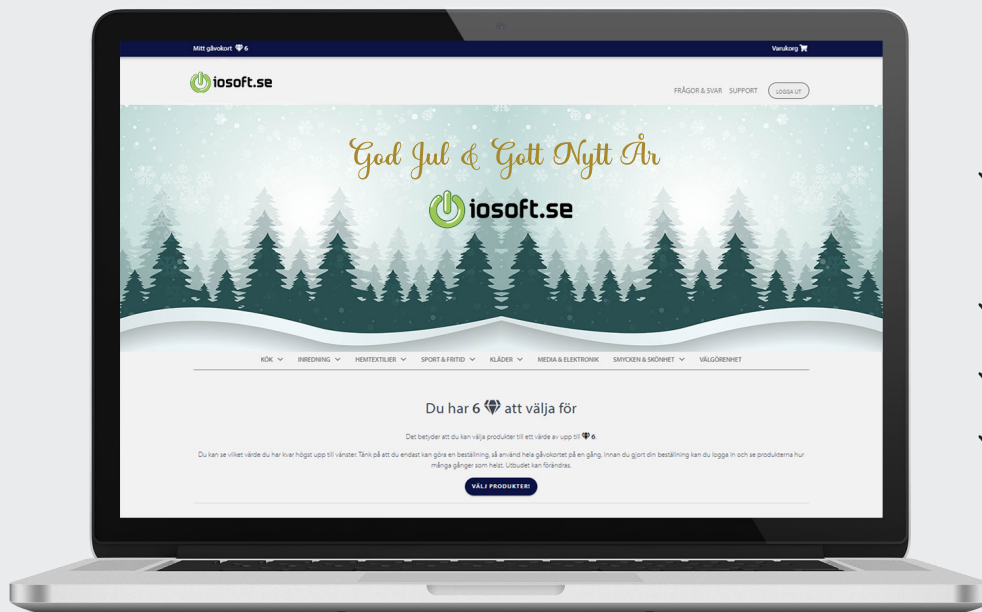 Mitt gåvokort 6
Varukorg
iosoft.se
FRÅGOR & SVAR SUPPORT LOGGA UT
God Jul & Gott Nytt År
iosoft.se
KÖK INREDNING HEMTEXTILIER SPORT & FRITID KLÄDER MEDIA & ELEKTRONIK SMYCKEN & SKÖNHET VÄLGÖRENHET
Du har 6 att välja för
Det betyder att du kan välja produkter till ett värde av upp till 6.
Du kan se vilket värde du har kvar högst upp till vänster. Tänk på att du endast kan göra en beställning, så använd hela gåvokortet på en gång. Innan du gjort din beställning kan du logga in och se produkterna hur
många gånger som helst. Utbudet kan förändras.
VÄLJ PRODUKTER!